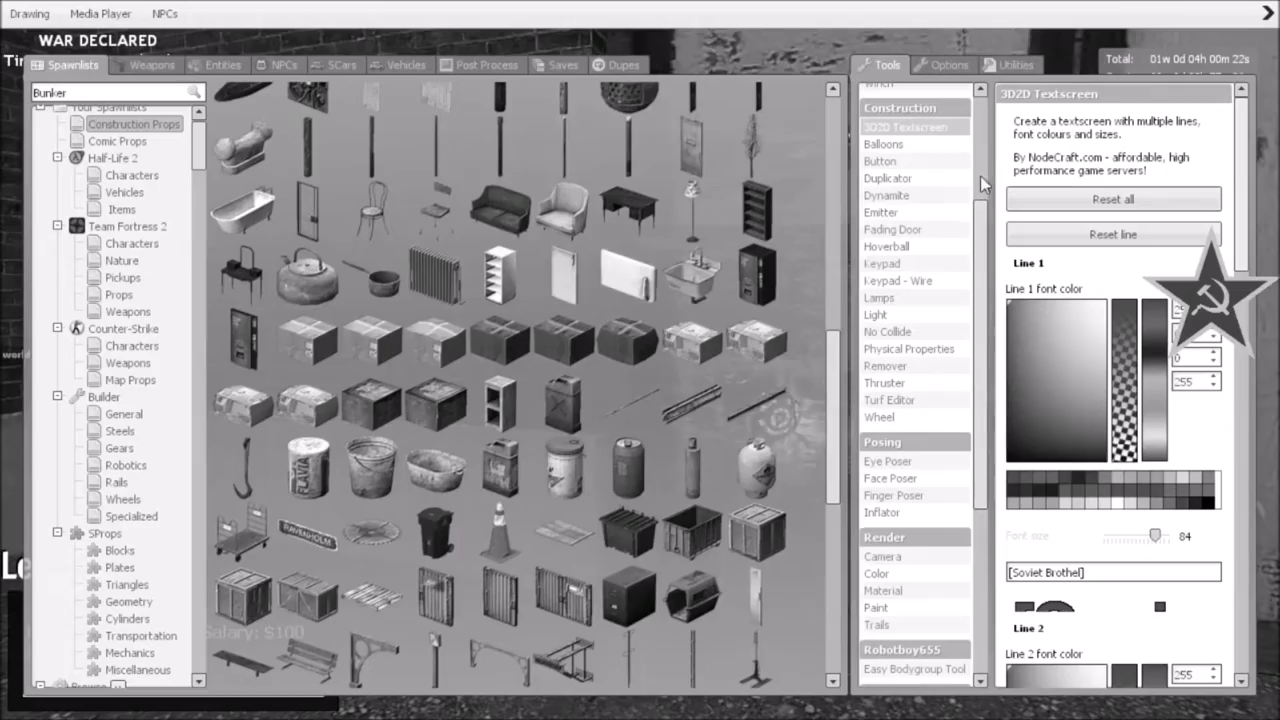 Drawing
Media Player
NPCs
WAR DECLARED
Total: 01w 0d 04h 00m 22s
Spawnlists
Weapons
Entities
NPCs
SCars
Vehicles
Post Process
Saves
Dupes
Tools
Options
Utilities
Bunker
Your Spawnlists
Construction Props
Comic Props
Half-Life 2
Characters
Vehicles
Items
Team Fortress 2
Characters
Nature
Pickups
Props
Weapons
Counter-Strike
Characters
Weapons
Map Props
Builder
General
Steels
Gears
Robotics
Rails
Wheels
Specialized
SProps
Blocks
Plates
Triangles
Geometry
Cylinders
Transportation
Mechanics
Miscellaneous
Browse
FLAVIA
RAVENHOLM
Salary: $100
Winch
Construction
3D2D Textscreen
Balloons
Button
Duplicator
Dynamite
Emitter
Fading Door
Hoverball
Keypad
Keypad - Wire
Lamps
Light
No Collide
Physical Properties
Remover
Thruster
Turf Editor
Wheel
Posing
Eye Poser
Face Poser
Finger Poser
Inflator
Render
Camera
Color
Material
Paint
Trails
Robotboy655
Easy Bodygroup Tool
3D2D Textscreen
Create a textscreen with multiple lines,
font colours and sizes.
By NodeCraft.com - affordable, high
performance game servers!
Reset all
Reset line
Line 1
Line 1 font color
0
255
Font size
84
[Soviet Brothel]
Line 2
Line 2 font color
255